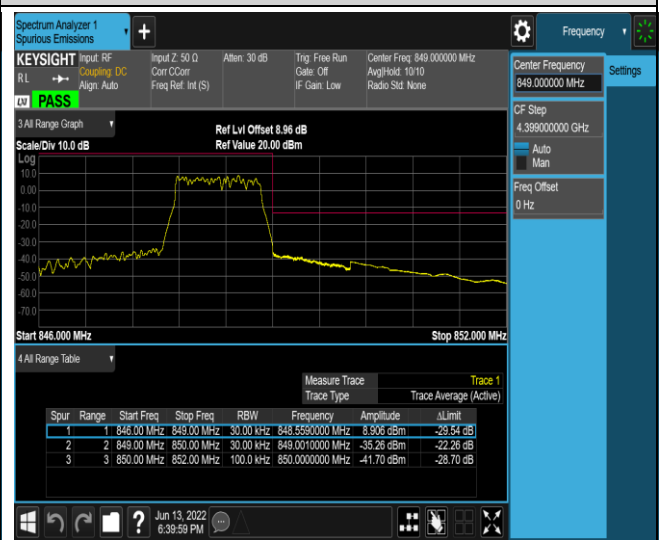 Spectrum Analyzer 1
Spurious Emissions
Frequency
KEYSIGHT
RL
LXI PASS
Input: RF
Coupling: DC
Align: Auto
Input Z: 50 Ω
Corr CCorr
Freq Ref: Int (S)
Atten: 30 dB
Trig: Free Run
Gate: Off
IF Gain: Low
Center Freq: 849.000000 MHz
Avg|Hold: 10/10
Radio Std: None
Center Frequency
849.000000 MHz
Settings
CF Step
4.399000000 GHz
Auto
Man
Freq Offset
0 Hz
3 All Range Graph
Scale/Div 10.0 dB
Ref Lvl Offset 8.96 dB
Ref Value 20.00 dBm
Log
10.0
0.00
-10.0
-20.0
-30.0
-40.0
-50.0
-60.0
-70.0
Start 846.000 MHz
Stop 852.000 MHz
4 All Range Table
Measure Trace Trace 1
Trace Type Trace Average (Active)
Spur Range Start Freq Stop Freq RBW Frequency Amplitude ΔLimit
1 1 846.00 MHz 849.00 MHz 30.00 kHz 848.5590000 MHz 8.906 dBm -29.54 dB
2 2 849.00 MHz 850.00 MHz 30.00 kHz 849.0010000 MHz -35.26 dBm -22.26 dB
3 3 850.00 MHz 852.00 MHz 100.0 kHz 850.0000000 MHz -41.70 dBm -28.70 dB
Jun 13, 2022
6:39:59 PM